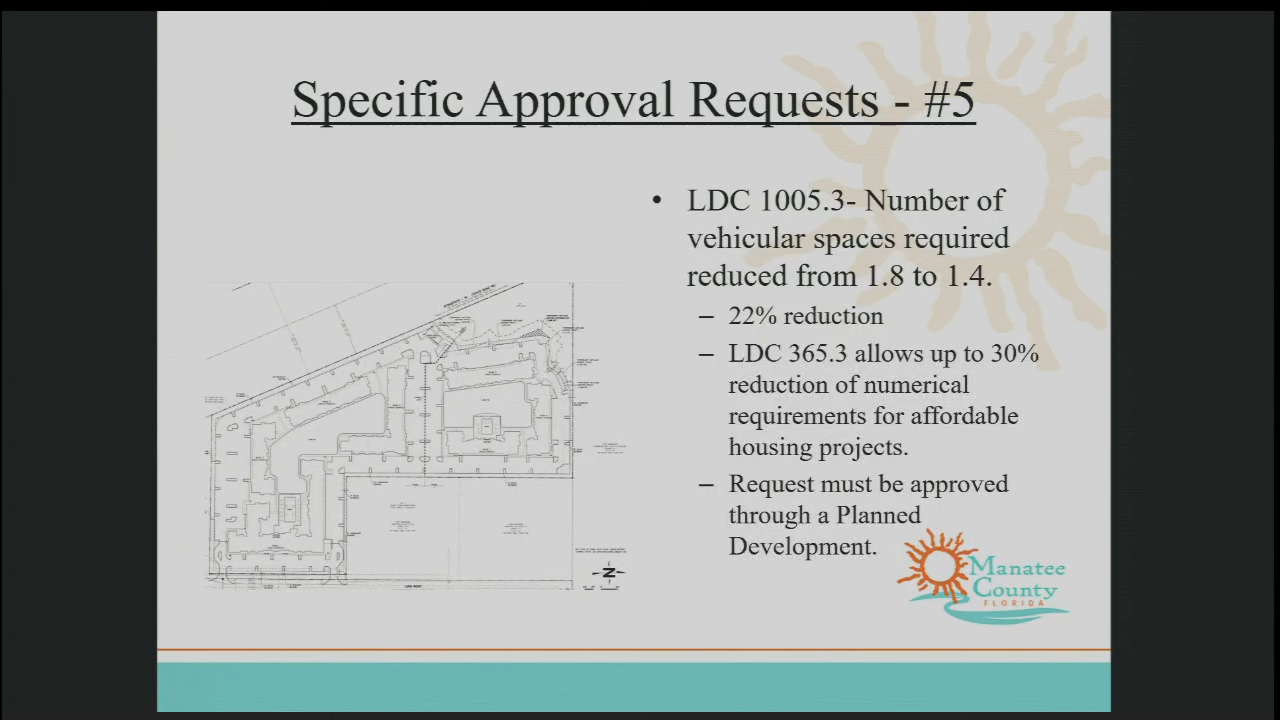 Specific Approval Requests - #5
• LDC 1005.3- Number of
vehicular spaces required
reduced from 1.8 to 1.4.
– 22% reduction
– LDC 365.3 allows up to 30%
reduction of numerical
requirements for affordable
housing projects.
– Request must be approved
through a Planned
Development.
N
Manatee
County
FLORIDA